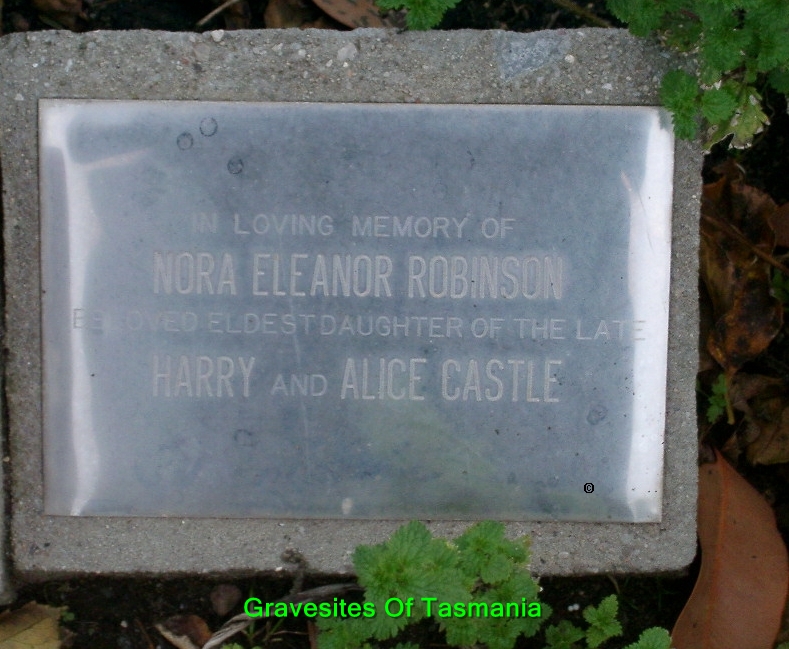 IN LOVING MEMORY OF
NORA ELEANOR ROBINSON
BELOVED ELDEST DAUGHTER OF THE LATE
HARRY AND ALICE CASTLE
©
Gravesites Of Tasmania